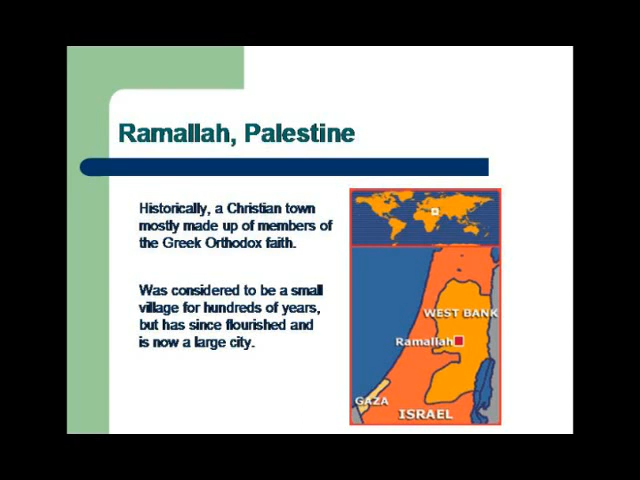 Ramallah, Palestine
Historically, a Christian town
mostly made up of members of
the Greek Orthodox faith.
Was considered to be a small
village for hundreds of years,
but has since flourished and
is now a large city.
WEST BANK
Ramallah
GAZA
ISRAEL